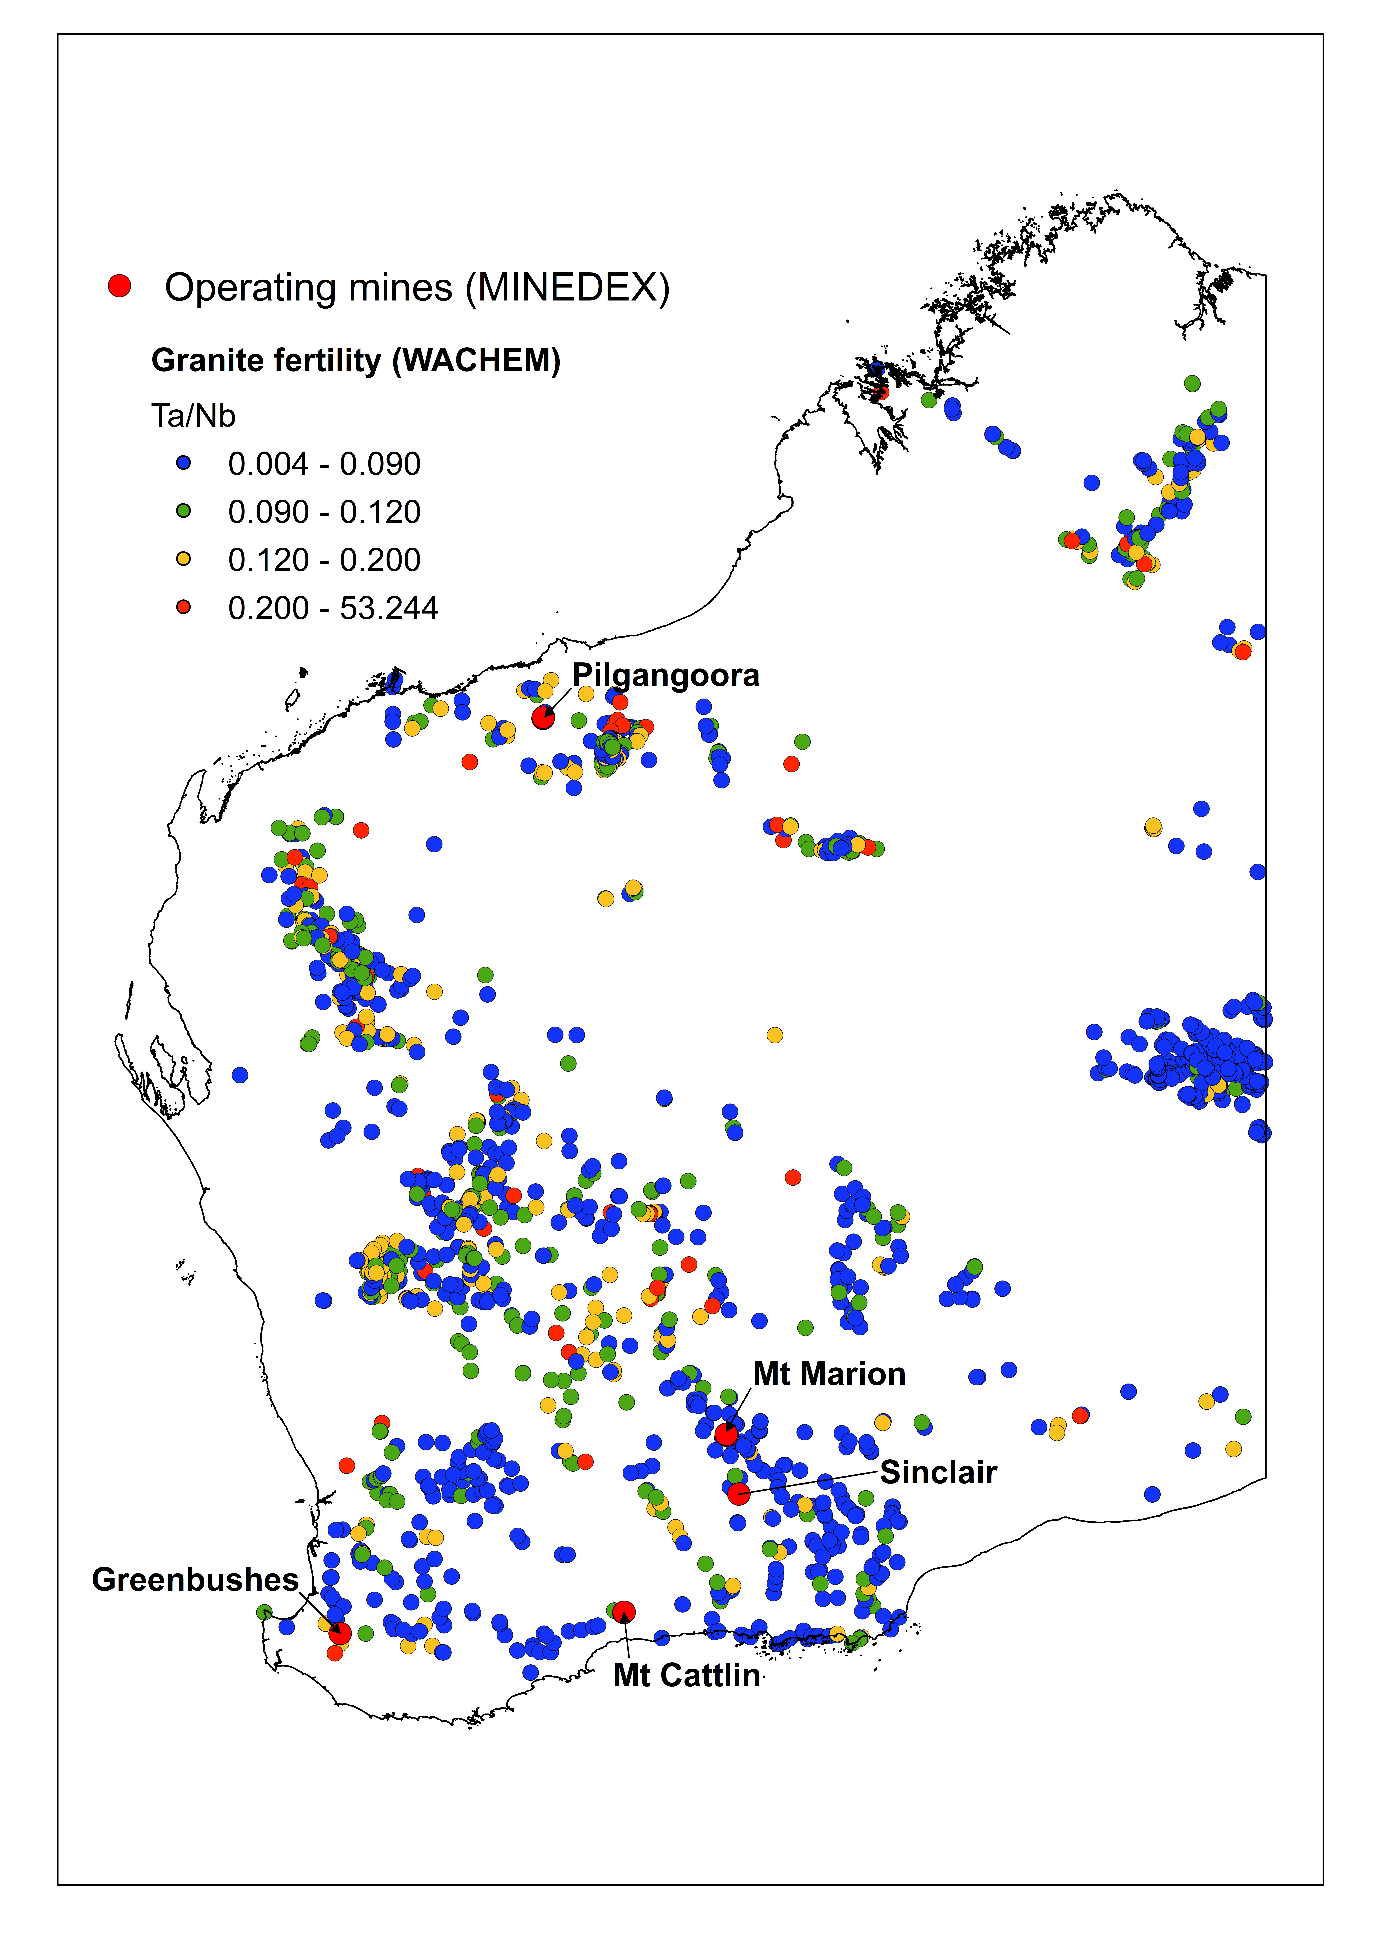 Operating mines (MINEDEX)
Granite fertility (WACHEM)
Ta/Nb
0.004 - 0.090
0.090 - 0.120
0.120 - 0.200
0.200 - 53.244
Pilgangoora
Mt Marion
Sinclair
Greenbushes
Mt Cattlin